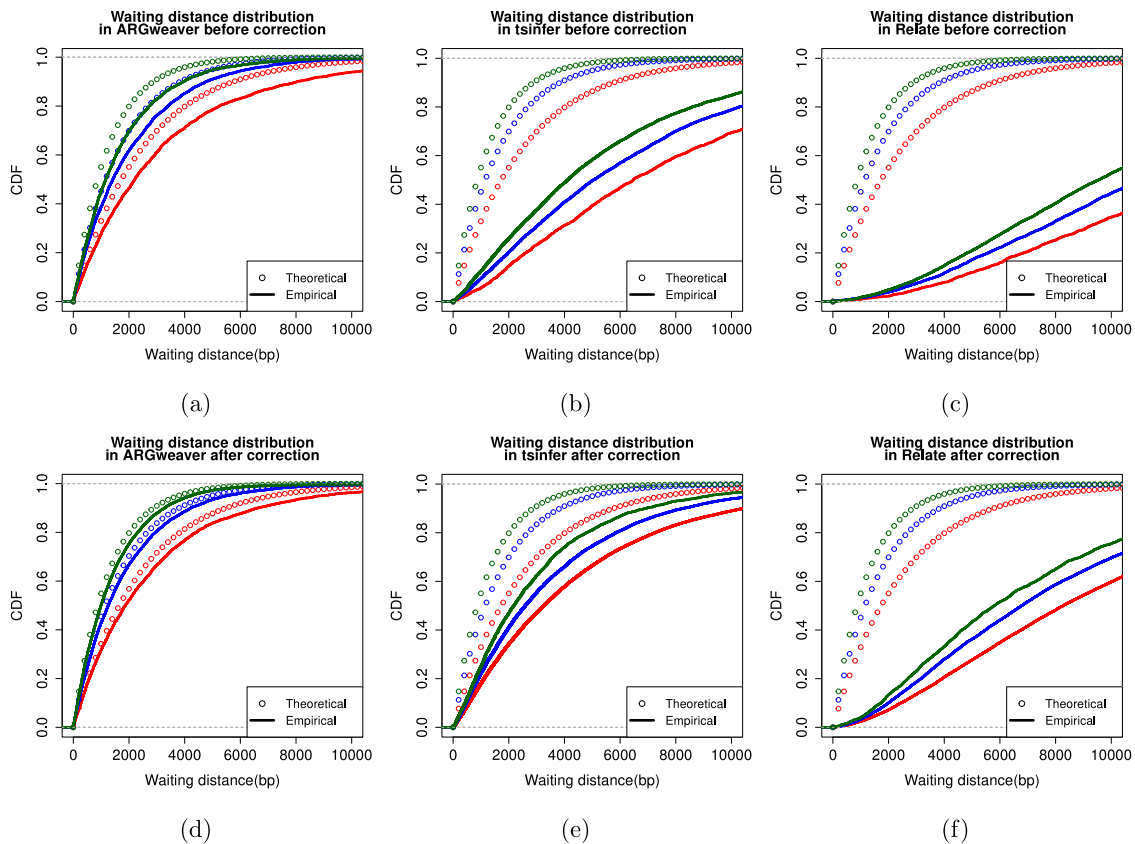 Waiting distance distribution
in ARGweaver before correction
CDF
0.0 0.2 0.4 0.6 0.8 1.0
Theoretical
Empirical
0 2000 4000 6000 8000 10000
Waiting distance(bp)
(a)
Waiting distance distribution
in tsinfer before correction
CDF
0.0 0.2 0.4 0.6 0.8 1.0
Theoretical
Empirical
0 2000 4000 6000 8000 10000
Waiting distance(bp)
(b)
Waiting distance distribution
in Relate before correction
CDF
0.0 0.2 0.4 0.6 0.8 1.0
Theoretical
Empirical
0 2000 4000 6000 8000 10000
Waiting distance(bp)
(c)
Waiting distance distribution
in ARGweaver after correction
CDF
0.0 0.2 0.4 0.6 0.8 1.0
Theoretical
Empirical
0 2000 4000 6000 8000 10000
Waiting distance(bp)
(d)
Waiting distance distribution
in tsinfer after correction
CDF
0.0 0.2 0.4 0.6 0.8 1.0
Theoretical
Empirical
0 2000 4000 6000 8000 10000
Waiting distance(bp)
(e)
Waiting distance distribution
in Relate after correction
CDF
0.0 0.2 0.4 0.6 0.8 1.0
Theoretical
Empirical
0 2000 4000 6000 8000 10000
Waiting distance(bp)
(f)